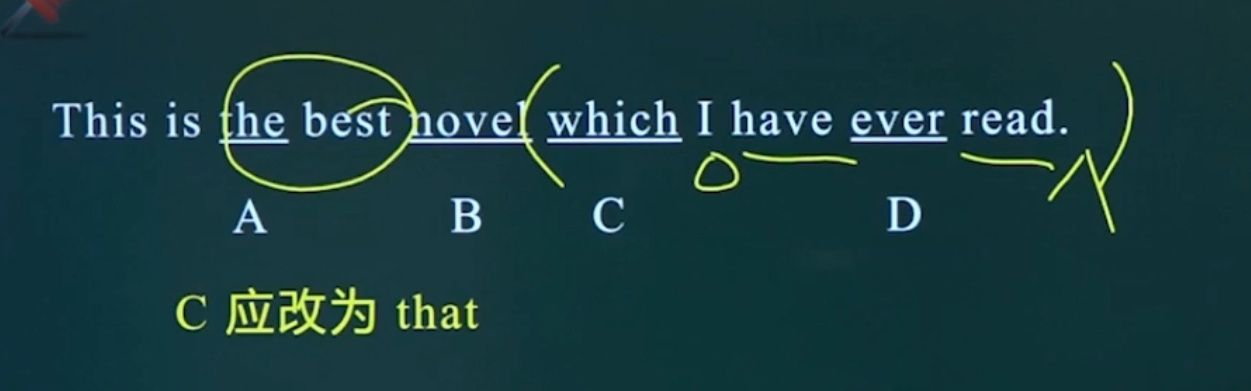 This is the best novel which I have ever read.
A B C D
C 应改为 that